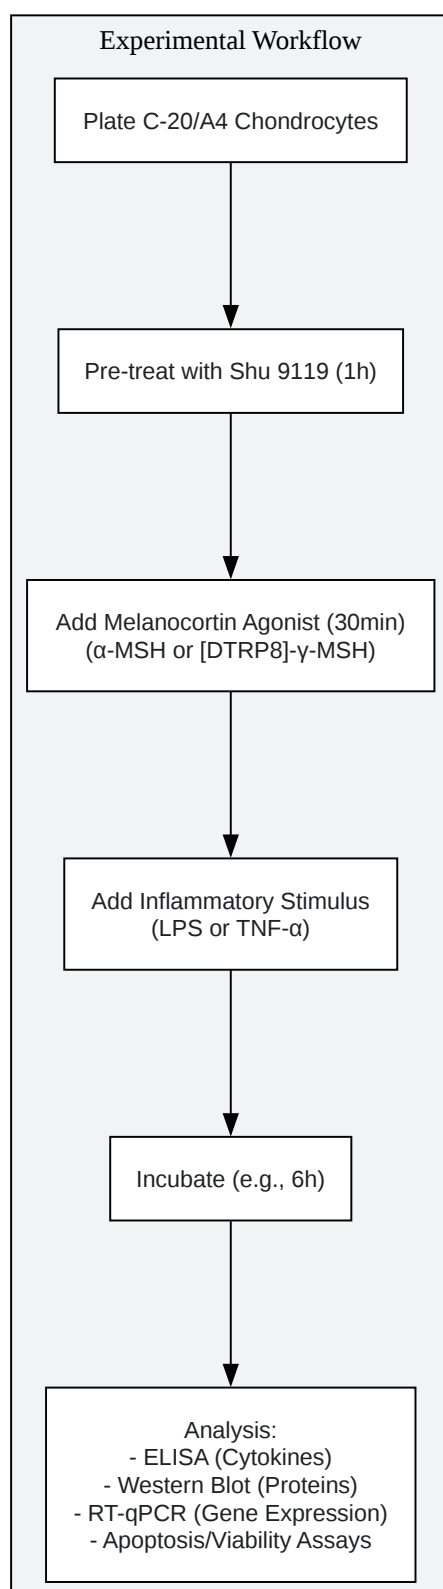 Experimental Workflow
Plate C-20/A4 Chondrocytes
Pre-treat with Shu 9119 (1h)
Add Melanocortin Agonist (30min)
(α-MSH or [DTRP8]-γ-MSH)
Add Inflammatory Stimulus
(LPS or TNF-α)
Incubate (e.g., 6h)
Analysis:
- ELISA (Cytokines)
- Western Blot (Proteins)
- RT-qPCR (Gene Expression)
- Apoptosis/Viability Assays